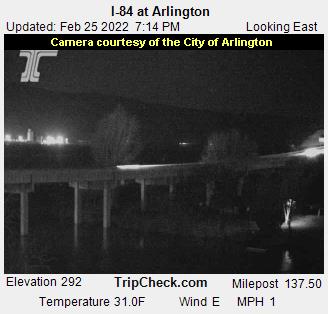 I-84 at Arlington
Updated: Feb 25 2022 7:14 PM Looking East
Camera courtesy of the City of Arlington
Elevation 292 TripCheck.com Milepost 137.50
Temperature 31.0F Wind E MPH 1